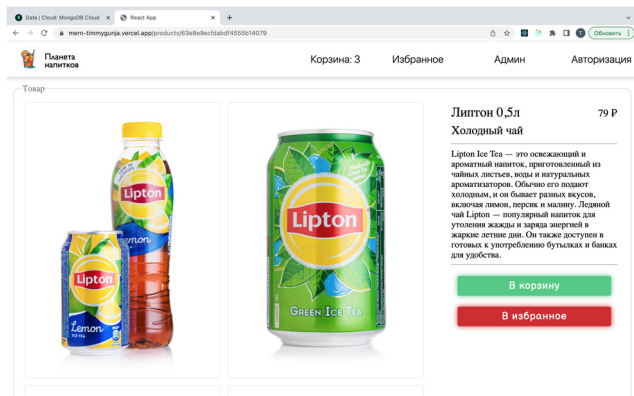 Data | Cloud: MongoDB Cloud
React App
mern-timmygunja.vercel.app/products/63e8e9ecfdabdf4555b14079
Обновить
Планета
напитков
Корзина: 3
Избранное
Админ
Авторизация
Товар
Lipton
Lemon
Lipton
Lemon
ICE TEA
Lipton
GREEN ICE TEA
Липтон 0,5л
79 ₽
Холодный чай
Lipton Ice Tea — это освежающий и
ароматный напиток, приготовленный из
чайных листьев, воды и натуральных
ароматизаторов. Обычно его подают
холодным, и он бывает разных вкусов,
включая лимон, персик и малину. Ледяной
чай Lipton — популярный напиток для
утоления жажды и заряда энергией в
жаркие летние дни. Он также доступен в
готовых к употреблению бутылках и банках
для удобства.
В корзину
В избранное